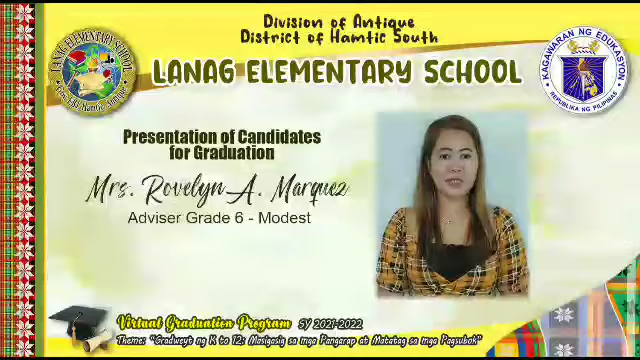 Division of Antique
District of Hamtic South
LANAG ELEMENTARY SCHOOL
LANAG ELEMENTARY SCHOOL
KAGAWARAN NG EDUKASYON
REPUBLIKA NG PILIPINAS
Presentation of Candidates
for Graduation
Mrs. Rovelyn A. Marquez
Adviser Grade 6 - Modest
Virtual Graduation Program SY 2021-2022
Theme: "Gradweyt ng K to 12: Masigasig sa mga Pangarap at Matatag sa mga Pagsubok"